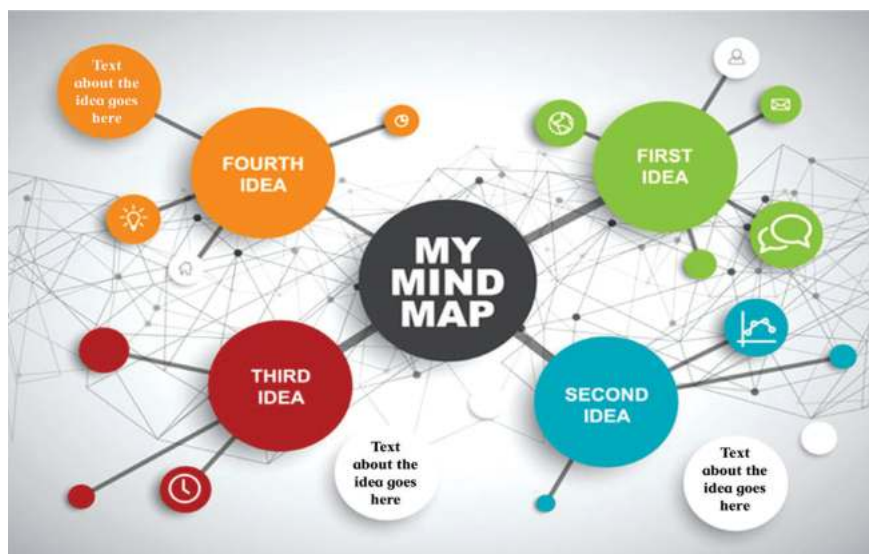 Text
about the
idea goes
here
FOURTH
IDEA
FIRST
IDEA
MY
MIND
MAP
THIRD
IDEA
SECOND
IDEA
Text
about the
idea goes
here
Text
about the
idea goes
here